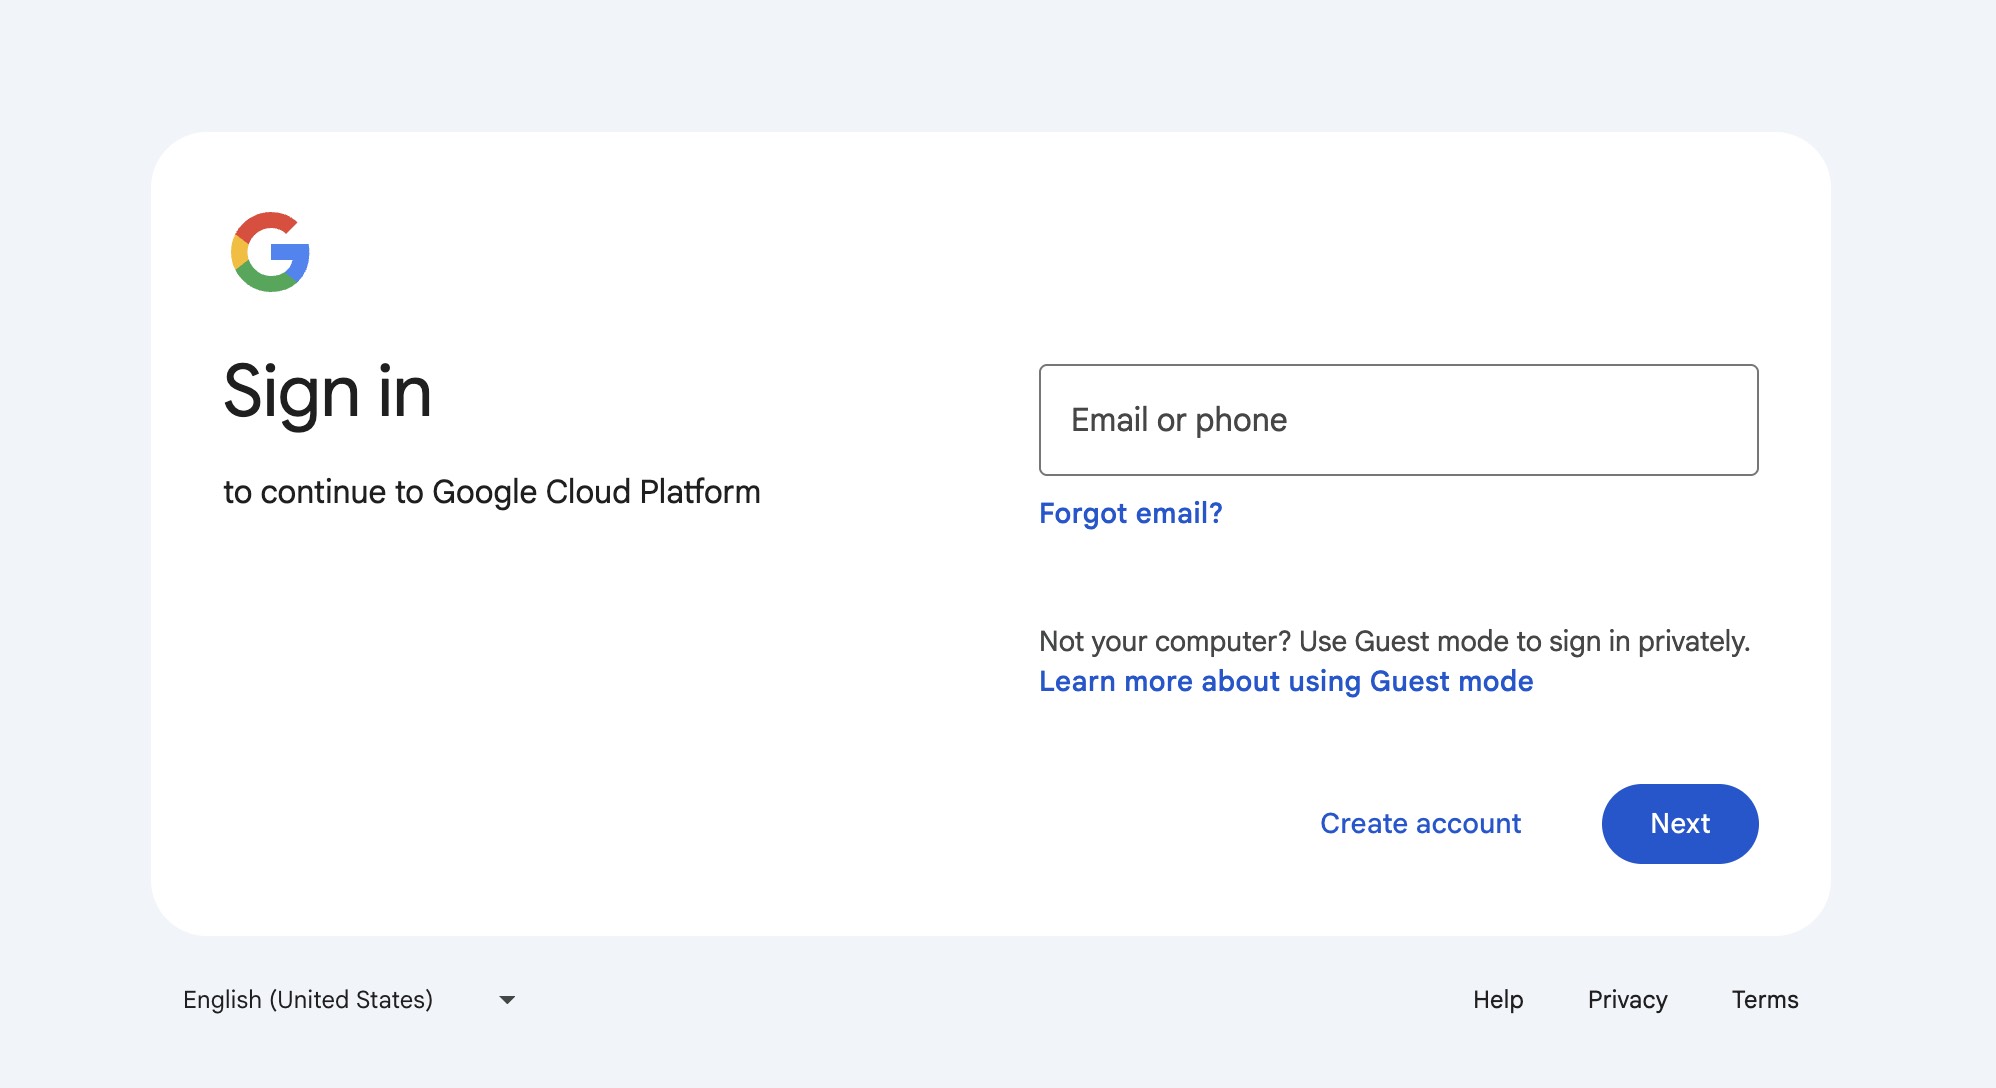 Sign in
to continue to Google Cloud Platform
Email or phone
Forgot email?
Not your computer? Use Guest mode to sign in privately.
Learn more about using Guest mode
Create account
Next
English (United States)
Help
Privacy
Terms